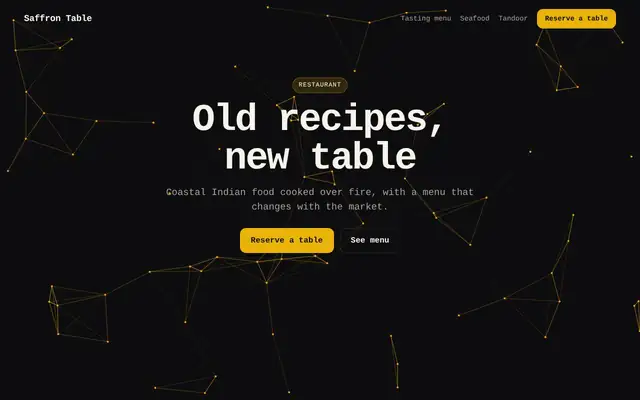 Saffron Table
Tasting menu Seafood Tandoor Reserve a table
RESTAURANT
Old recipes,
new table
Coastal Indian food cooked over fire, with a menu that
changes with the market.
Reserve a table See menu